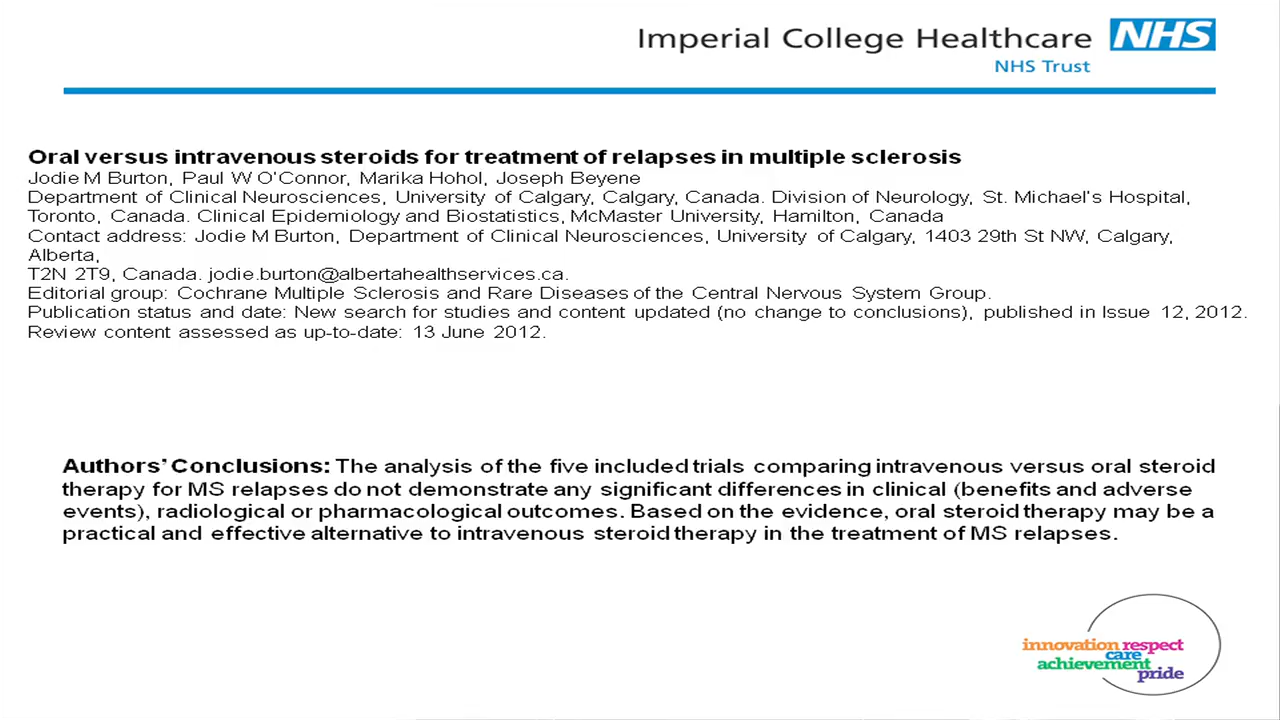 Imperial College Healthcare NHS
NHS Trust
Oral versus intravenous steroids for treatment of relapses in multiple sclerosis
Jodie M Burton, Paul W O'Connor, Marika Hohol, Joseph Beyene
Department of Clinical Neurosciences, University of Calgary, Calgary, Canada. Division of Neurology, St. Michael's Hospital,
Toronto, Canada. Clinical Epidemiology and Biostatistics, McMaster University, Hamilton, Canada
Contact address: Jodie M Burton, Department of Clinical Neurosciences, University of Calgary, 1403 29th St NW, Calgary,
Alberta,
T2N 2T9, Canada. jodie.burton@albertahealthservices.ca.
Editorial group: Cochrane Multiple Sclerosis and Rare Diseases of the Central Nervous System Group.
Publication status and date: New search for studies and content updated (no change to conclusions), published in Issue 12, 2012.
Review content assessed as up-to-date: 13 June 2012.
Authors' Conclusions: The analysis of the five included trials comparing intravenous versus oral steroid
therapy for MS relapses do not demonstrate any significant differences in clinical (benefits and adverse
events), radiological or pharmacological outcomes. Based on the evidence, oral steroid therapy may be a
practical and effective alternative to intravenous steroid therapy in the treatment of MS relapses.
innovation respect
care
achievement
pride